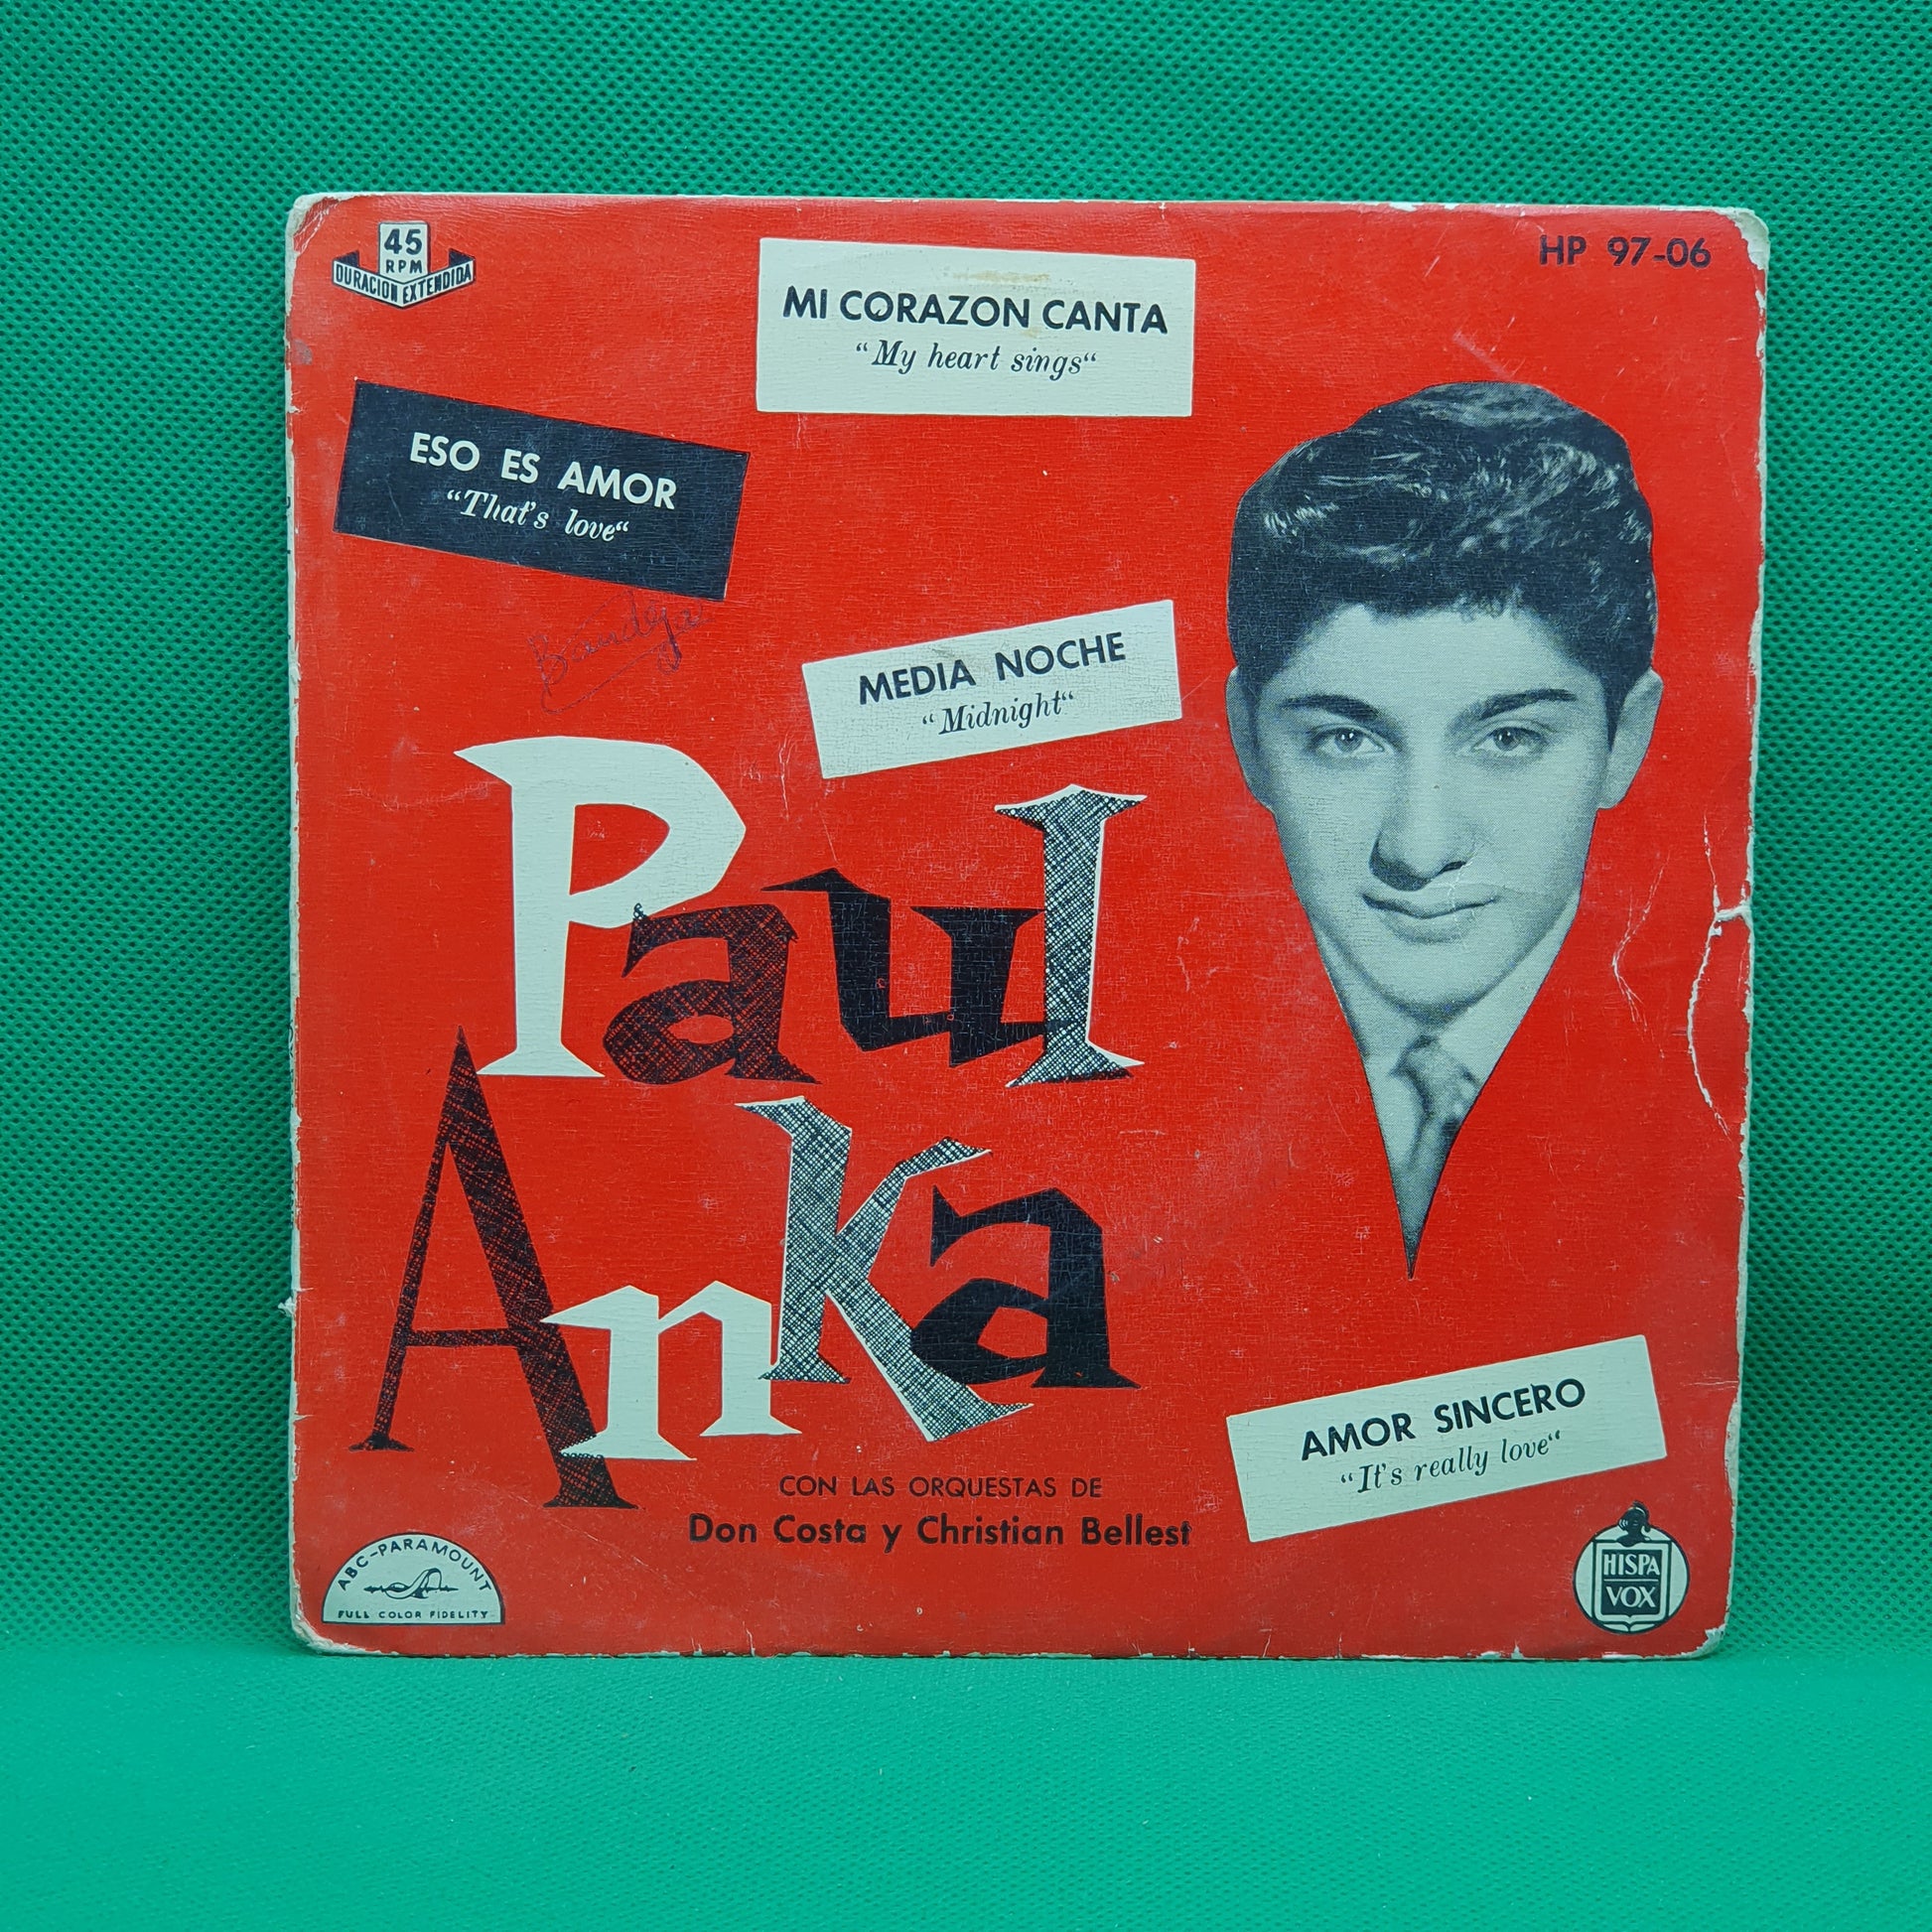 45
RPM
DURACION EXTENDIDA
HP 97-06
MI CORAZON CANTA
“My heart sings“
ESO ES AMOR
“That's love“
MEDIA NOCHE
“Midnight“
Paul
Anka
AMOR SINCERO
“It's really love“
CON LAS ORQUESTAS DE
Don Costa y Christian Bellest
ABC-PARAMOUNT
FULL COLOR FIDELITY
HISPA
VOX